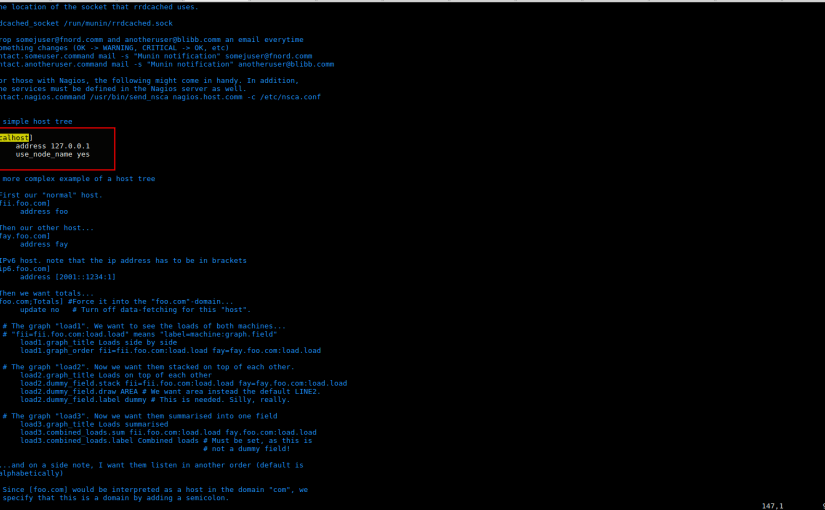 ne location of the socket that rrdcached uses.
dcached_socket /run/munin/rrdcached.sock
rop somejuser@fnord.comm and anotheruser@blibb.comm an email everytime
omething changes (OK -> WARNING, CRITICAL -> OK, etc)
ntact.someuser.command mail -s "Munin notification" somejuser@fnord.comm
ntact.anotheruser.command mail -s "Munin notification" anotheruser@blibb.comm
or those with Nagios, the following might come in handy. In addition,
he services must be defined in the Nagios server as well.
ntact.nagios.command /usr/bin/send_nsca nagios.host.comm -c /etc/nsca.conf
simple host tree
calhost]
address 127.0.0.1
use_node_name yes
more complex example of a host tree
First our "normal" host.
fii.foo.com]
address foo
Then our other host...
fay.foo.com]
address fay
IPv6 host. note that the ip address has to be in brackets
ip6.foo.com]
address [2001::1234:1]
Then we want totals...
foo.com;Totals] #Force it into the "foo.com"-domain...
update no # Turn off data-fetching for this "host".
# The graph "load1". We want to see the loads of both machines...
# "fii=fii.foo.com:load.load" means "label=machine:graph.field"
load1.graph_title Loads side by side
load1.graph_order fii=fii.foo.com:load.load fay=fay.foo.com:load.load
# The graph "load2". Now we want them stacked on top of each other.
load2.graph_title Loads on top of each other
load2.dummy_field.stack fii=fii.foo.com:load.load fay=fay.foo.com:load.load
load2.dummy_field.draw AREA # We want area instead the default LINE2.
load2.dummy_field.label dummy # This is needed. Silly, really.
# The graph "load3". Now we want them summarised into one field
load3.graph_title Loads summarised
load3.combined_loads.sum fii.foo.com:load.load fay.foo.com:load.load
load3.combined_loads.label Combined loads # Must be set, as this is
# not a dummy field!
...and on a side note, I want them listen in another order (default is
alphabetically)
Since [foo.com] would be interpreted as a host in the domain "com", we
specify that this is a domain by adding a semicolon.
147,1